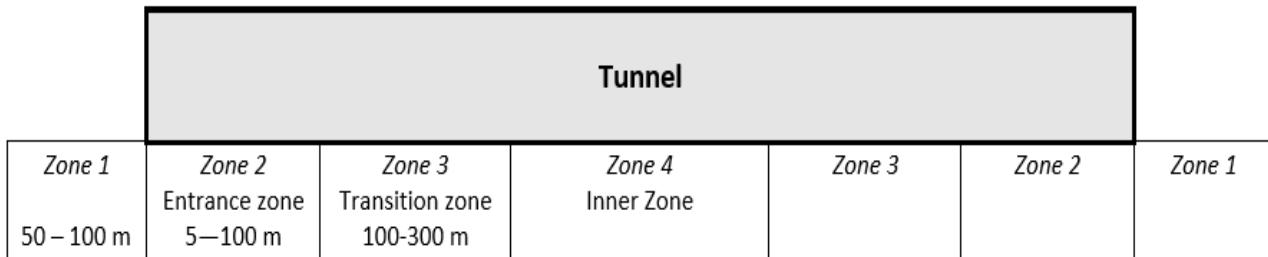 Tunnel
Zone 1
50 – 100 m
Zone 2
Entrance zone
5—100 m
Zone 3
Transition zone
100-300 m
Zone 4
Inner Zone
Zone 3
Zone 2
Zone 1